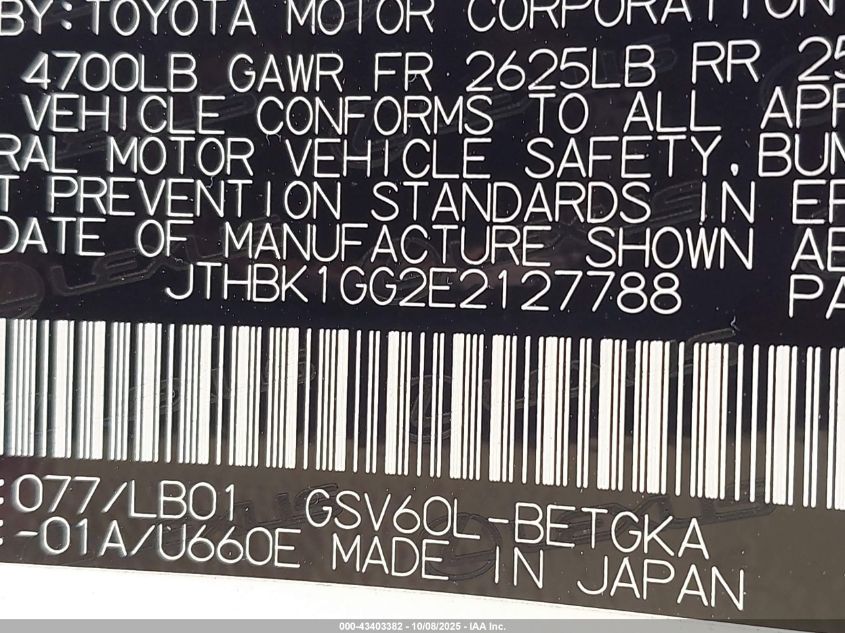 BY:TOYOTA MOTOR CORPORATION
4700LB GAWR FR 2625LB RR 25
VEHICLE CONFORMS TO ALL APP
RAL MOTOR VEHICLE SAFETY, BUM
T PREVENTION STANDARDS IN EF
DATE OF MANUFACTURE SHOWN AB
JTHBK1GG2E2127788 PA
:077/LB01 GSV60L-BETGKA
-01A/U660E MADE IN JAPAN
000-43403382 - 10/08/2025 - IAA Inc.